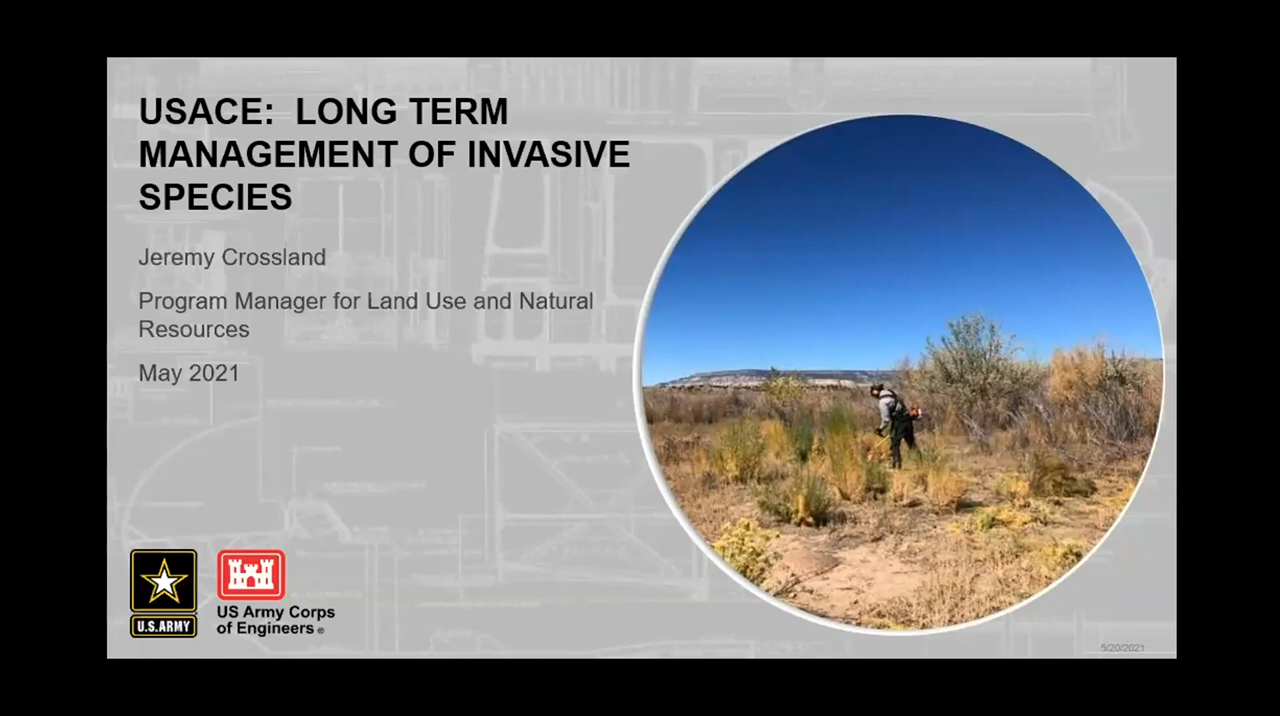 USACE:  LONG TERM
MANAGEMENT OF INVASIVE
SPECIES
Jeremy Crossland
Program Manager for Land Use and Natural
Resources
May 2021
U.S.ARMY
US Army Corps
of Engineers®
5/20/2021